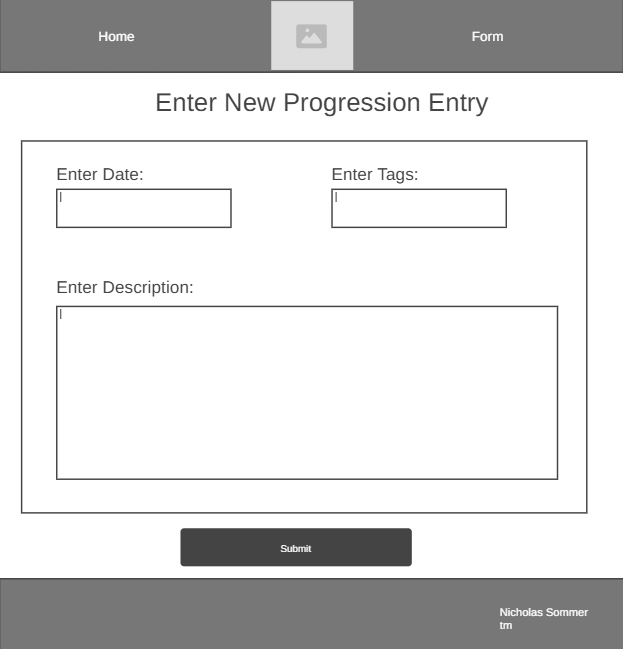 Home
Form
Enter New Progression Entry
Enter Date:
Enter Tags:
Enter Description:
Submit
Nicholas Sommer
tm